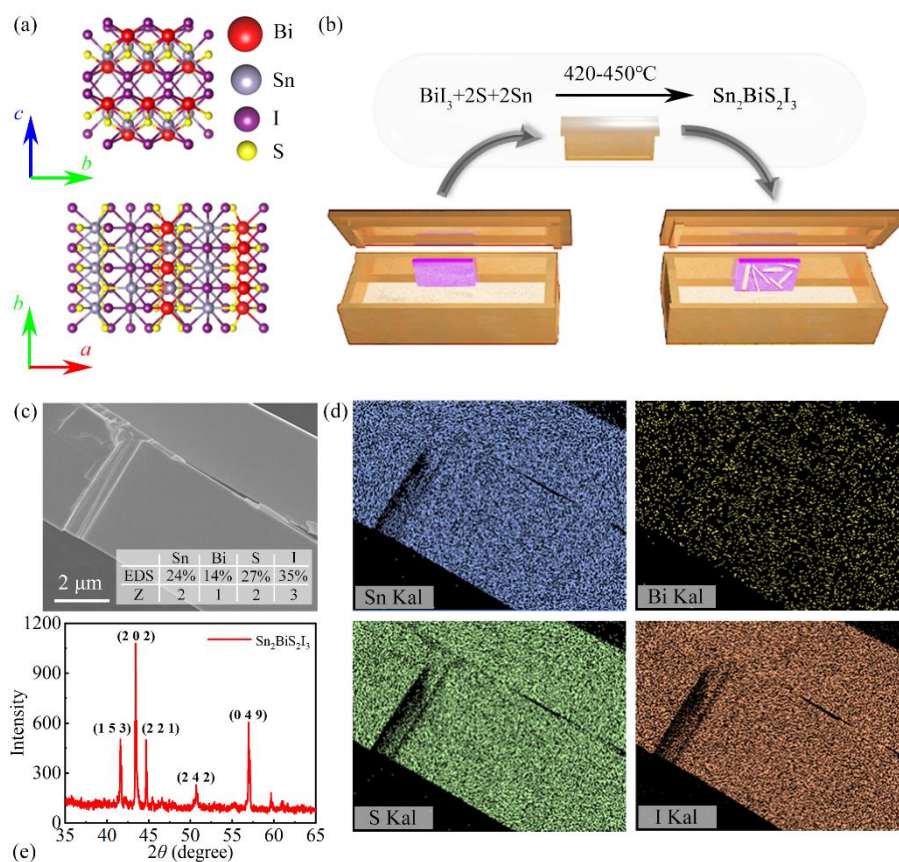 (a)
Bi
Sn
I
S
c
b
b
a
(b)
420-450℃
BiI₃+2S+2Sn
Sn₂BiS₂I₃
(c)
Sn Bi S I
EDS 24% 14% 27% 35%
Z 2 1 2 3
2 μm
(d)
Sn Kal
Bi Kal
S Kal
I Kal
1200
900
600
300
0
Intensity
(2 0 2)
Sn₂BiS₂I₃
(1 5 3)
(2 2 1)
(0 4 9)
(2 4 2)
35 40 45 50 55 60 65
2θ (degree)
(e)